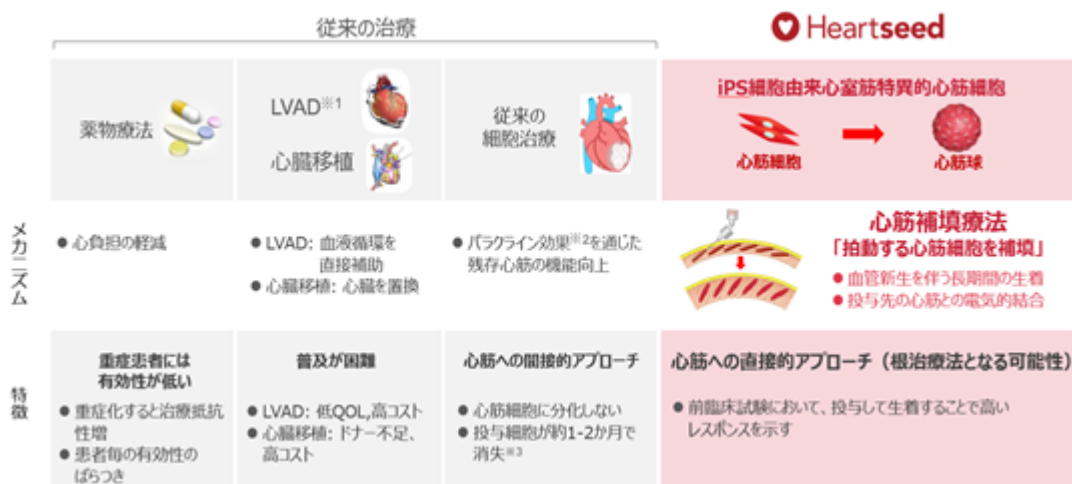 従来の治療
Heartseed
薬物療法
LVAD※1
心臓移植
従来の
細胞治療
iPS細胞由来心室筋特異的心筋細胞
心筋細胞
心筋球
メカニズム
● 心負担の軽減
● LVAD: 血液循環を
直接補助
● 心臓移植: 心臓を置換
● パラクライン効果※2を通じた
残存心筋の機能向上
心筋補填療法
「拍動する心筋細胞を補填」
● 血管新生を伴う長期間の生着
● 投与先の心筋との電気的結合
特徴
重症患者には
有効性が低い
● 重症化すると治療抵抗
性増
● 患者毎の有効性の
ばらつき
普及が困難
● LVAD: 低QOL,高コスト
● 心臓移植: ドナー不足、
高コスト
心筋への間接的アプローチ
● 心筋細胞に分化しない
● 投与細胞が約1-2か月で
消失※3
心筋への直接的アプローチ（根治療法となる可能性）
● 前臨床試験において、投与して生着することで高い
レスポンスを示す